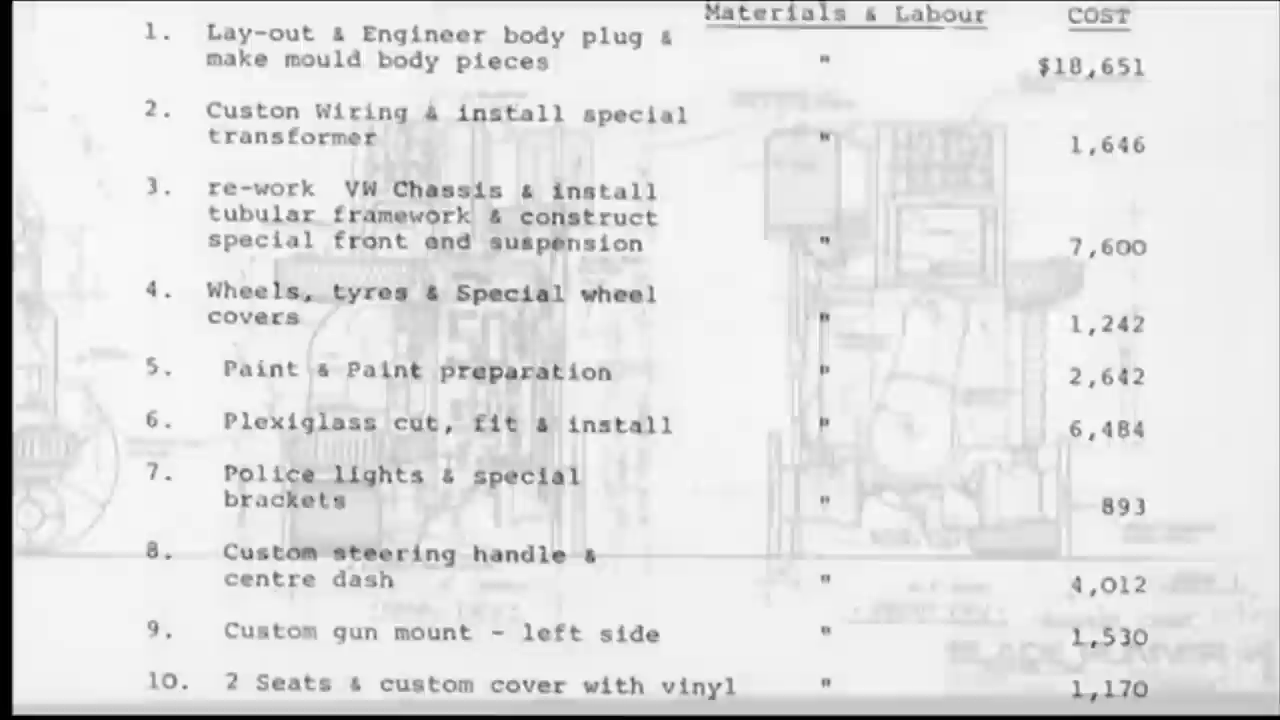 Materials & Labour COST
1. Lay-out & Engineer body plug &
make mould body pieces " $18,651
2. Custon Wiring & install special
transformer " 1,646
3. re-work VW Chassis & install
tubular framework & construct
special front end suspension " 7,600
4. Wheels, tyres & Special wheel
covers " 1,242
5. Paint & Paint preparation " 2,642
6. Plexiglass cut, fit & install " 6,484
7. Police lights & special
brackets " 893
8. Custom steering handle &
centre dash " 4,012
9. Custom gun mount - left side " 1,530
10. 2 Seats & custom cover with vinyl " 1,170
BLADE RUNNER